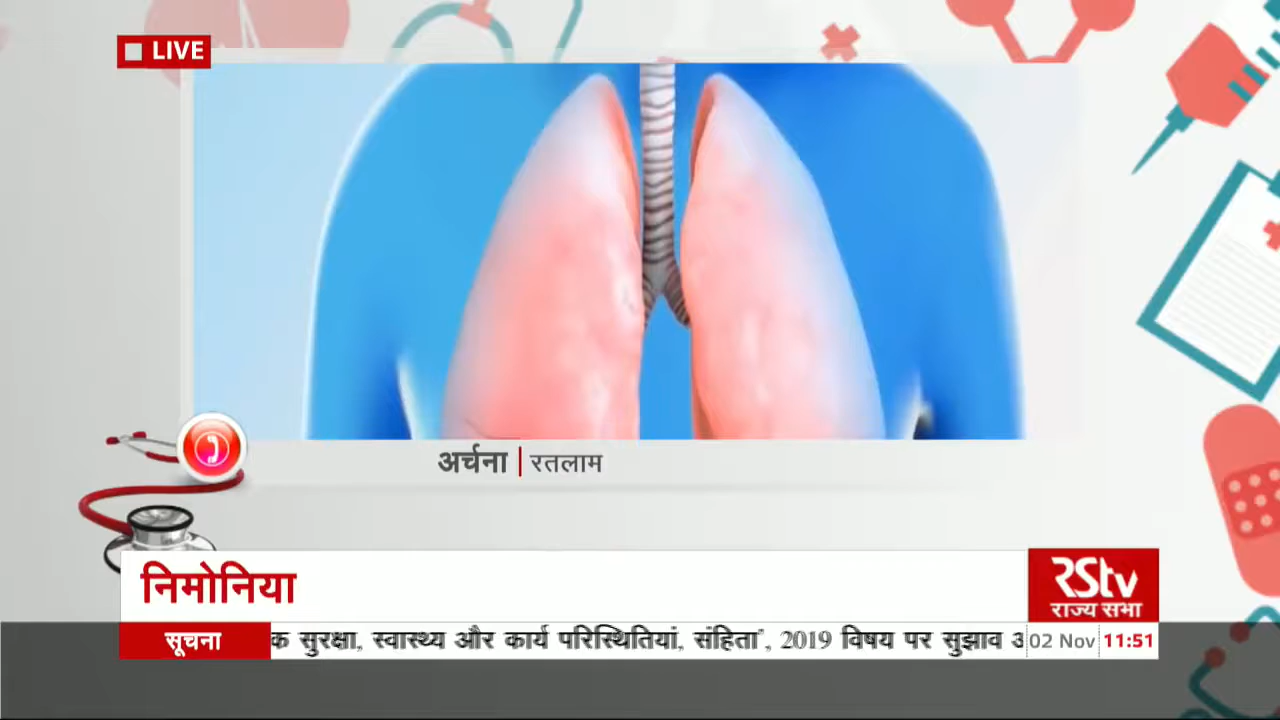 LIVE
अर्चना | रतलाम
निमोनिया
RStv
राज्य सभा
सूचना
क सुरक्षा, स्वास्थ्य और कार्य परिस्थितियां, संहिता', 2019 विषय पर सुझाव
02 Nov 11:51